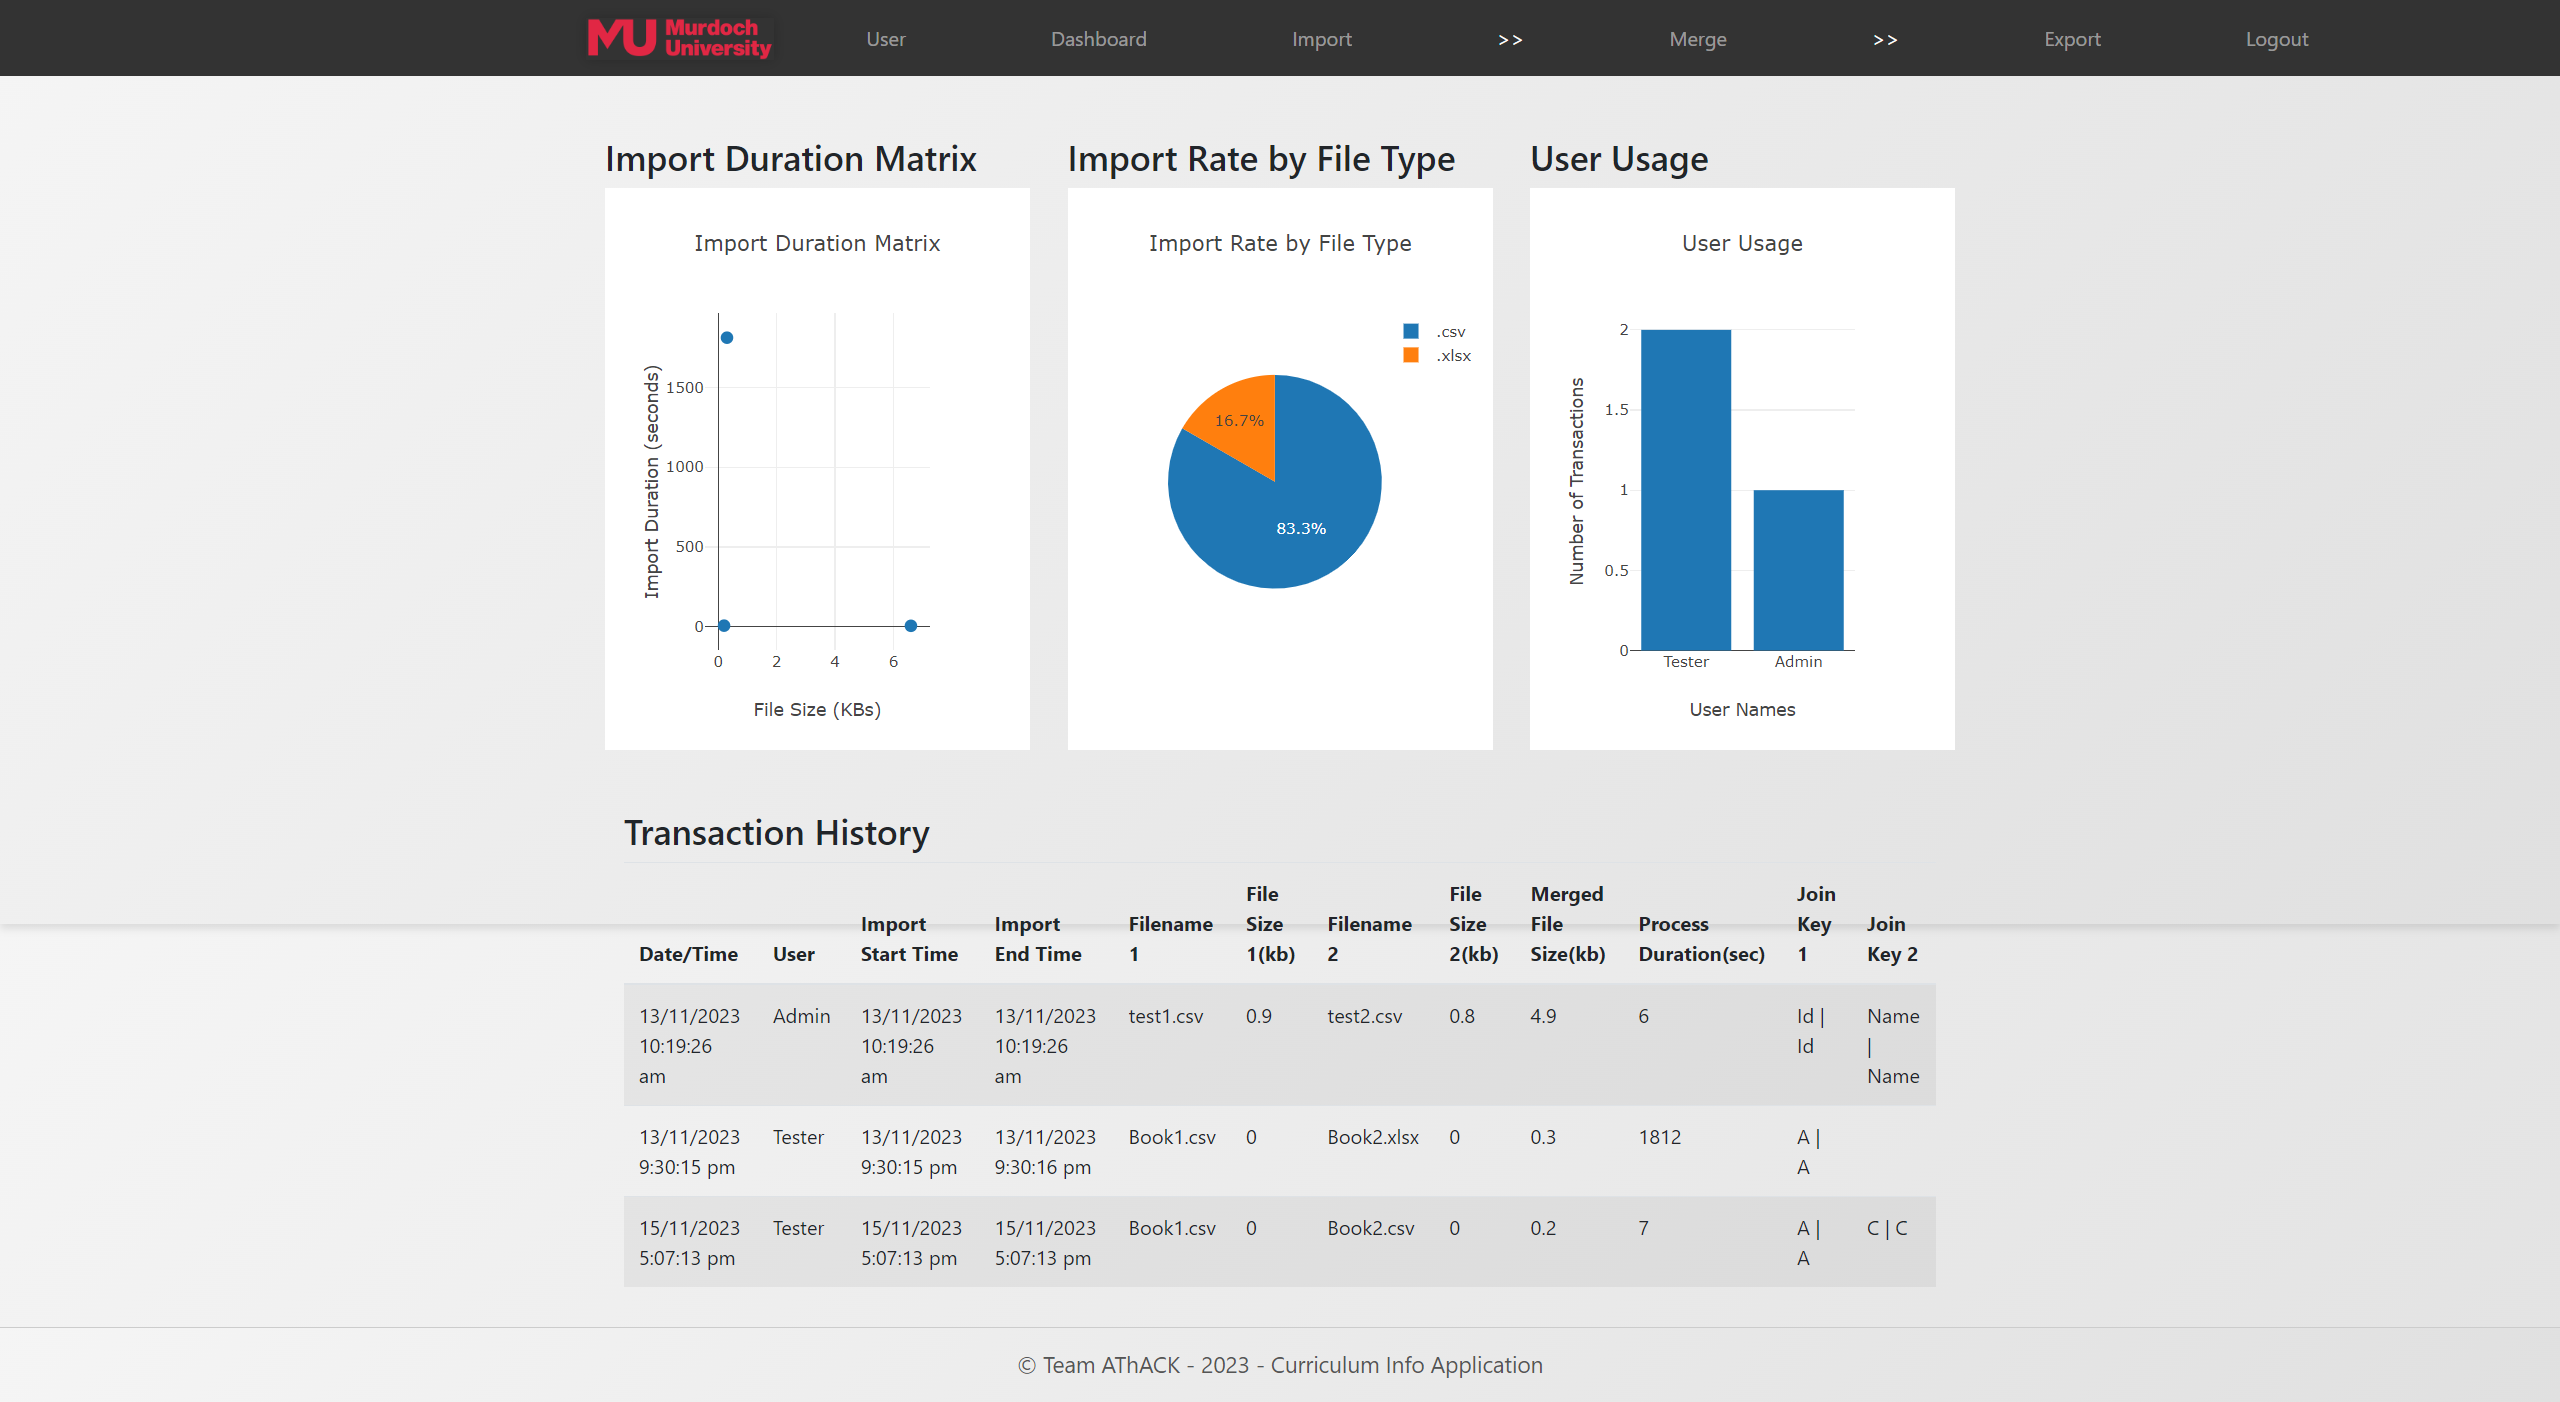 MU Murdoch
University
User Dashboard Import >> Merge >> Export Logout
Import Duration Matrix
Import Duration Matrix
Import Duration (seconds)
1500
1000
500
0
0 2 4 6
File Size (KBs)
Import Rate by File Type
Import Rate by File Type
.csv
.xlsx
16.7%
83.3%
User Usage
User Usage
Number of Transactions
2
1.5
1
0.5
0
Tester Admin
User Names
Transaction History
File File Merged Join
Import Import Filename Size Filename Size File Process Key Join
Date/Time User Start Time End Time 1 1(kb) 2 2(kb) Size(kb) Duration(sec) 1 Key 2
13/11/2023 Admin 13/11/2023 13/11/2023 test1.csv 0.9 test2.csv 0.8 4.9 6 Id | Name
10:19:26 10:19:26 10:19:26 Id |
am am am Name
13/11/2023 Tester 13/11/2023 13/11/2023 Book1.csv 0 Book2.xlsx 0 0.3 1812 A |
9:30:15 pm 9:30:15 pm 9:30:16 pm A
15/11/2023 Tester 15/11/2023 15/11/2023 Book1.csv 0 Book2.csv 0 0.2 7 A | C | C
5:07:13 pm 5:07:13 pm 5:07:13 pm A
© Team AThACK - 2023 - Curriculum Info Application